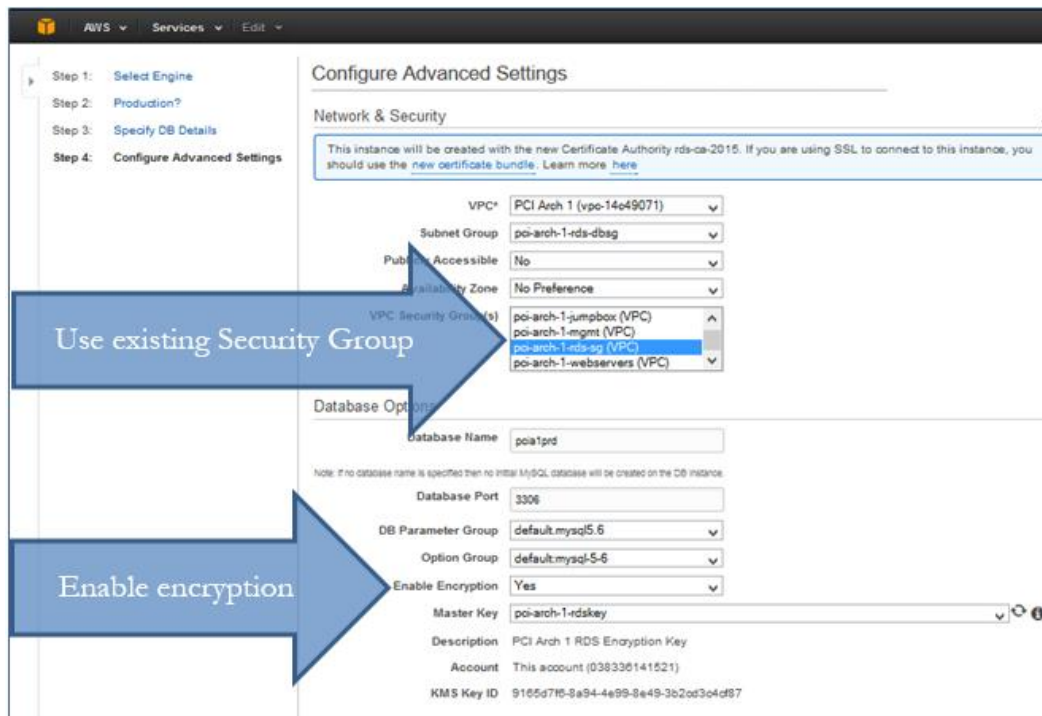 AWS Services Edit
Step 1: Select Engine
Step 2: Production?
Step 3: Specify DB Details
Step 4: Configure Advanced Settings
Configure Advanced Settings
Network & Security
This instance will be created with the new Certificate Authority rds-ca-2015. If you are using SSL to connect to this instance, you
should use the new certificate bundle. Learn more here
VPC* PCI Arch 1 (vpc-14c49071)
Subnet Group pci-arch-1-rds-dbsg
Publicly Accessible No
Availability Zone No Preference
VPC Security Group(s) pci-arch-1-jumpbox (VPC)
pci-arch-1-mgmt (VPC)
pci-arch-1-rds-sg (VPC)
pci-arch-1-webservers (VPC)
Use existing Security Group
Database Options
Database Name pcia1prd
Note: If no database name is specified then no initial MySQL database will be created on the DB instance.
Database Port 3306
DB Parameter Group default.mysql5.6
Option Group default:mysql-5-6
Enable Encryption Yes
Enable encryption
Master Key pci-arch-1-rdskey
Description PCI Arch 1 RDS Encryption Key
Account This account (038336141521)
KMS Key ID 9165d7f6-8a94-4e99-8e49-3b2cd3c4cf87